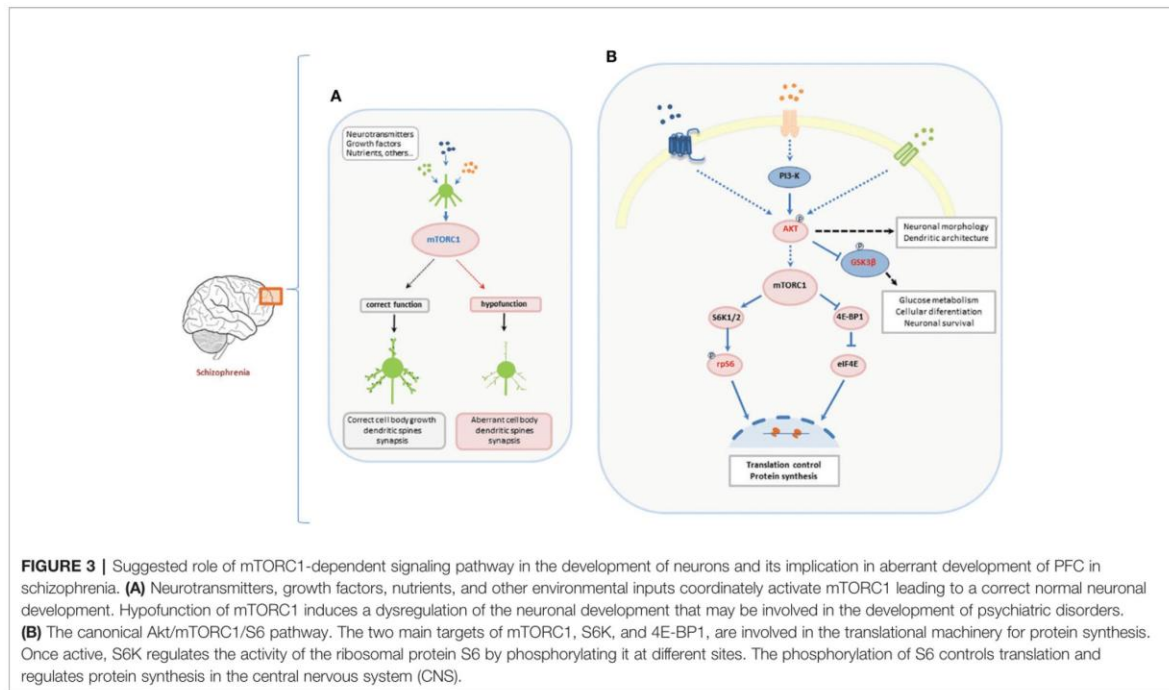 A
B
Neurotransmitters
Growth factors
Nutrients, others...
mTORC1
correct function
hypofunction
Correct cell body growth
dendritic spines
synapsis
Aberrant cell body
dendritic spines
synapsis
Schizophrenia
PI3-K
P
AKT
Neuronal morphology
Dendritic architecture
P
GSK3β
mTORC1
Glucose metabolism
Cellular diferentiation
Neuronal survival
S6K1/2
4E-BP1
P
rpS6
eIF4E
Translation control
Protein synthesis
FIGURE 3 | Suggested role of mTORC1-dependent signaling pathway in the development of neurons and its implication in aberrant development of PFC in
schizophrenia. (A) Neurotransmitters, growth factors, nutrients, and other environmental inputs coordinately activate mTORC1 leading to a correct normal neuronal
development. Hypofunction of mTORC1 induces a dysregulation of the neuronal development that may be involved in the development of psychiatric disorders.
(B) The canonical Akt/mTORC1/S6 pathway. The two main targets of mTORC1, S6K, and 4E-BP1, are involved in the translational machinery for protein synthesis.
Once active, S6K regulates the activity of the ribosomal protein S6 by phosphorylating it at different sites. The phosphorylation of S6 controls translation and
regulates protein synthesis in the central nervous system (CNS).